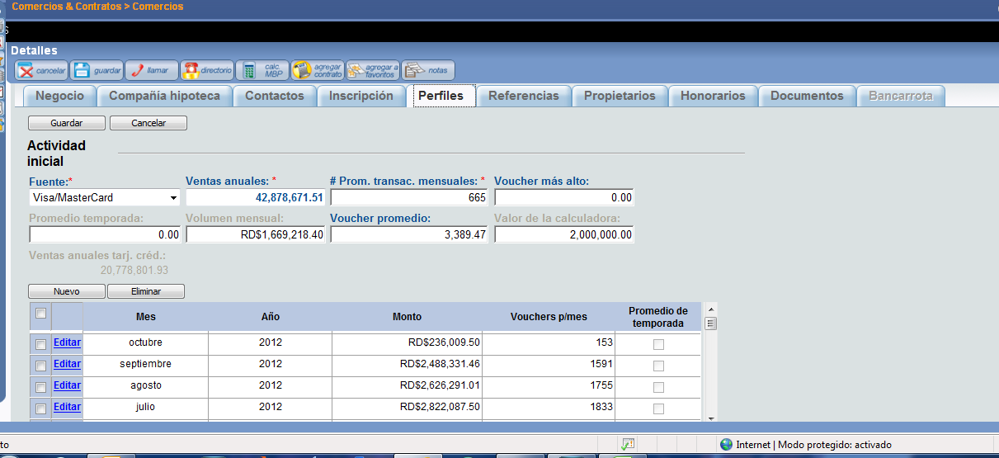 Comercios & Contratos > Comercios
Detalles
cancelar guardar llamar directorio calc. MBP agregar contrato agregar a favoritos notas
Negocio Compañía hipoteca Contactos Inscripción Perfiles Referencias Propietarios Honorarios Documentos Bancarrota
Guardar Cancelar
Actividad
inicial
Fuente:* Ventas anuales: * # Prom. transac. mensuales: * Voucher más alto:
Visa/MasterCard 42,878,671.51 665 0.00
Promedio temporada: Volumen mensual: Voucher promedio: Valor de la calculadora:
0.00 RD$1,669,218.40 3,389.47 2,000,000.00
Ventas anuales tarj. créd.:
20,778,801.93
Nuevo Eliminar
Mes Año Monto Vouchers p/mes Promedio de temporada
Editar octubre 2012 RD$236,009.50 153
Editar septiembre 2012 RD$2,488,331.46 1591
Editar agosto 2012 RD$2,626,291.01 1755
Editar julio 2012 RD$2,822,087.50 1833
to Internet | Modo protegido: activado